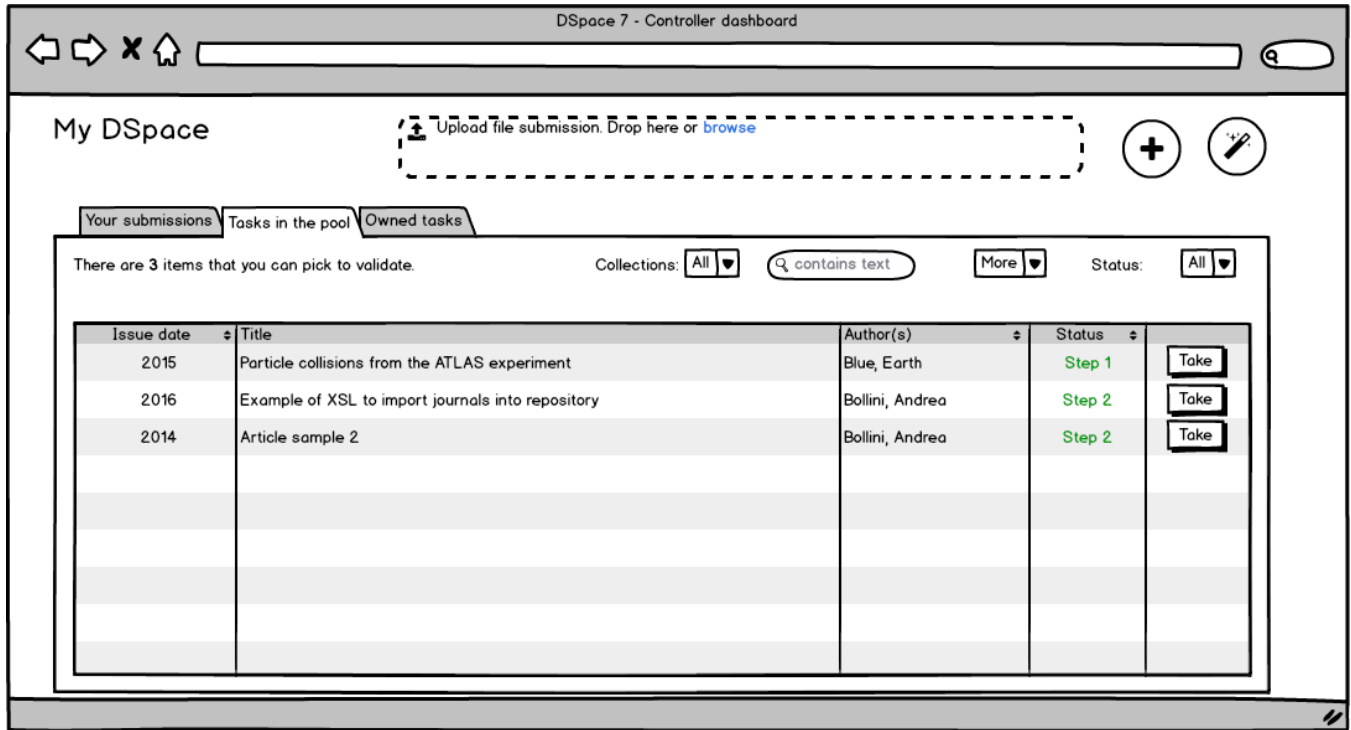 DSpace 7 - Controller dashboard
My DSpace
Upload file submission. Drop here or browse
Your submissions Tasks in the pool Owned tasks
There are 3 items that you can pick to validate. Collections: All contains text More Status: All
Issue date Title Author(s) Status
2015 Particle collisions from the ATLAS experiment Blue, Earth Step 1 Take
2016 Example of XSL to import journals into repository Bollini, Andrea Step 2 Take
2014 Article sample 2 Bollini, Andrea Step 2 Take